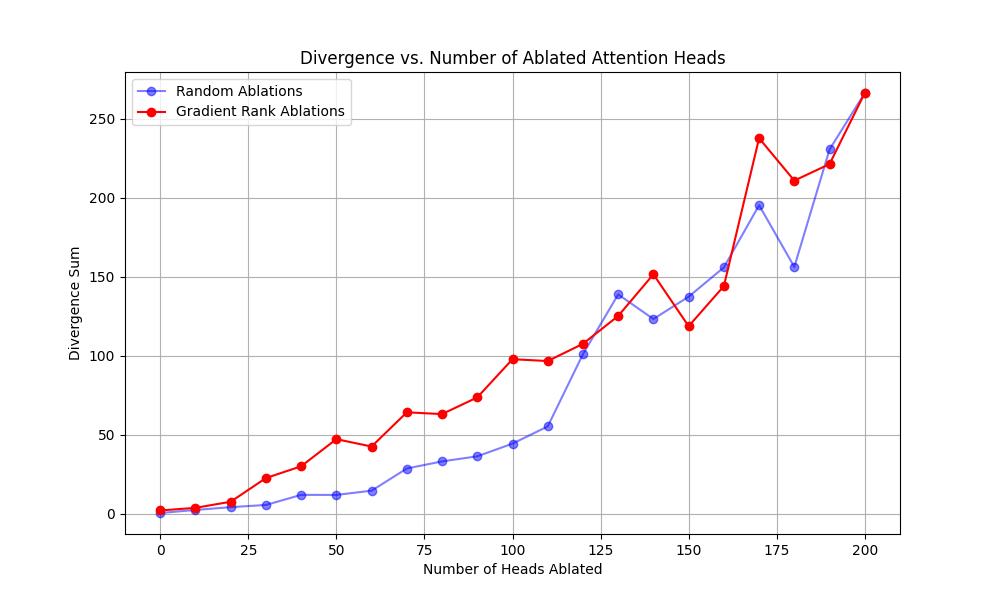 Divergence vs. Number of Ablated Attention Heads
Random Ablations
Gradient Rank Ablations
Divergence Sum
250
200
150
100
50
0
0 25 50 75 100 125 150 175 200
Number of Heads Ablated